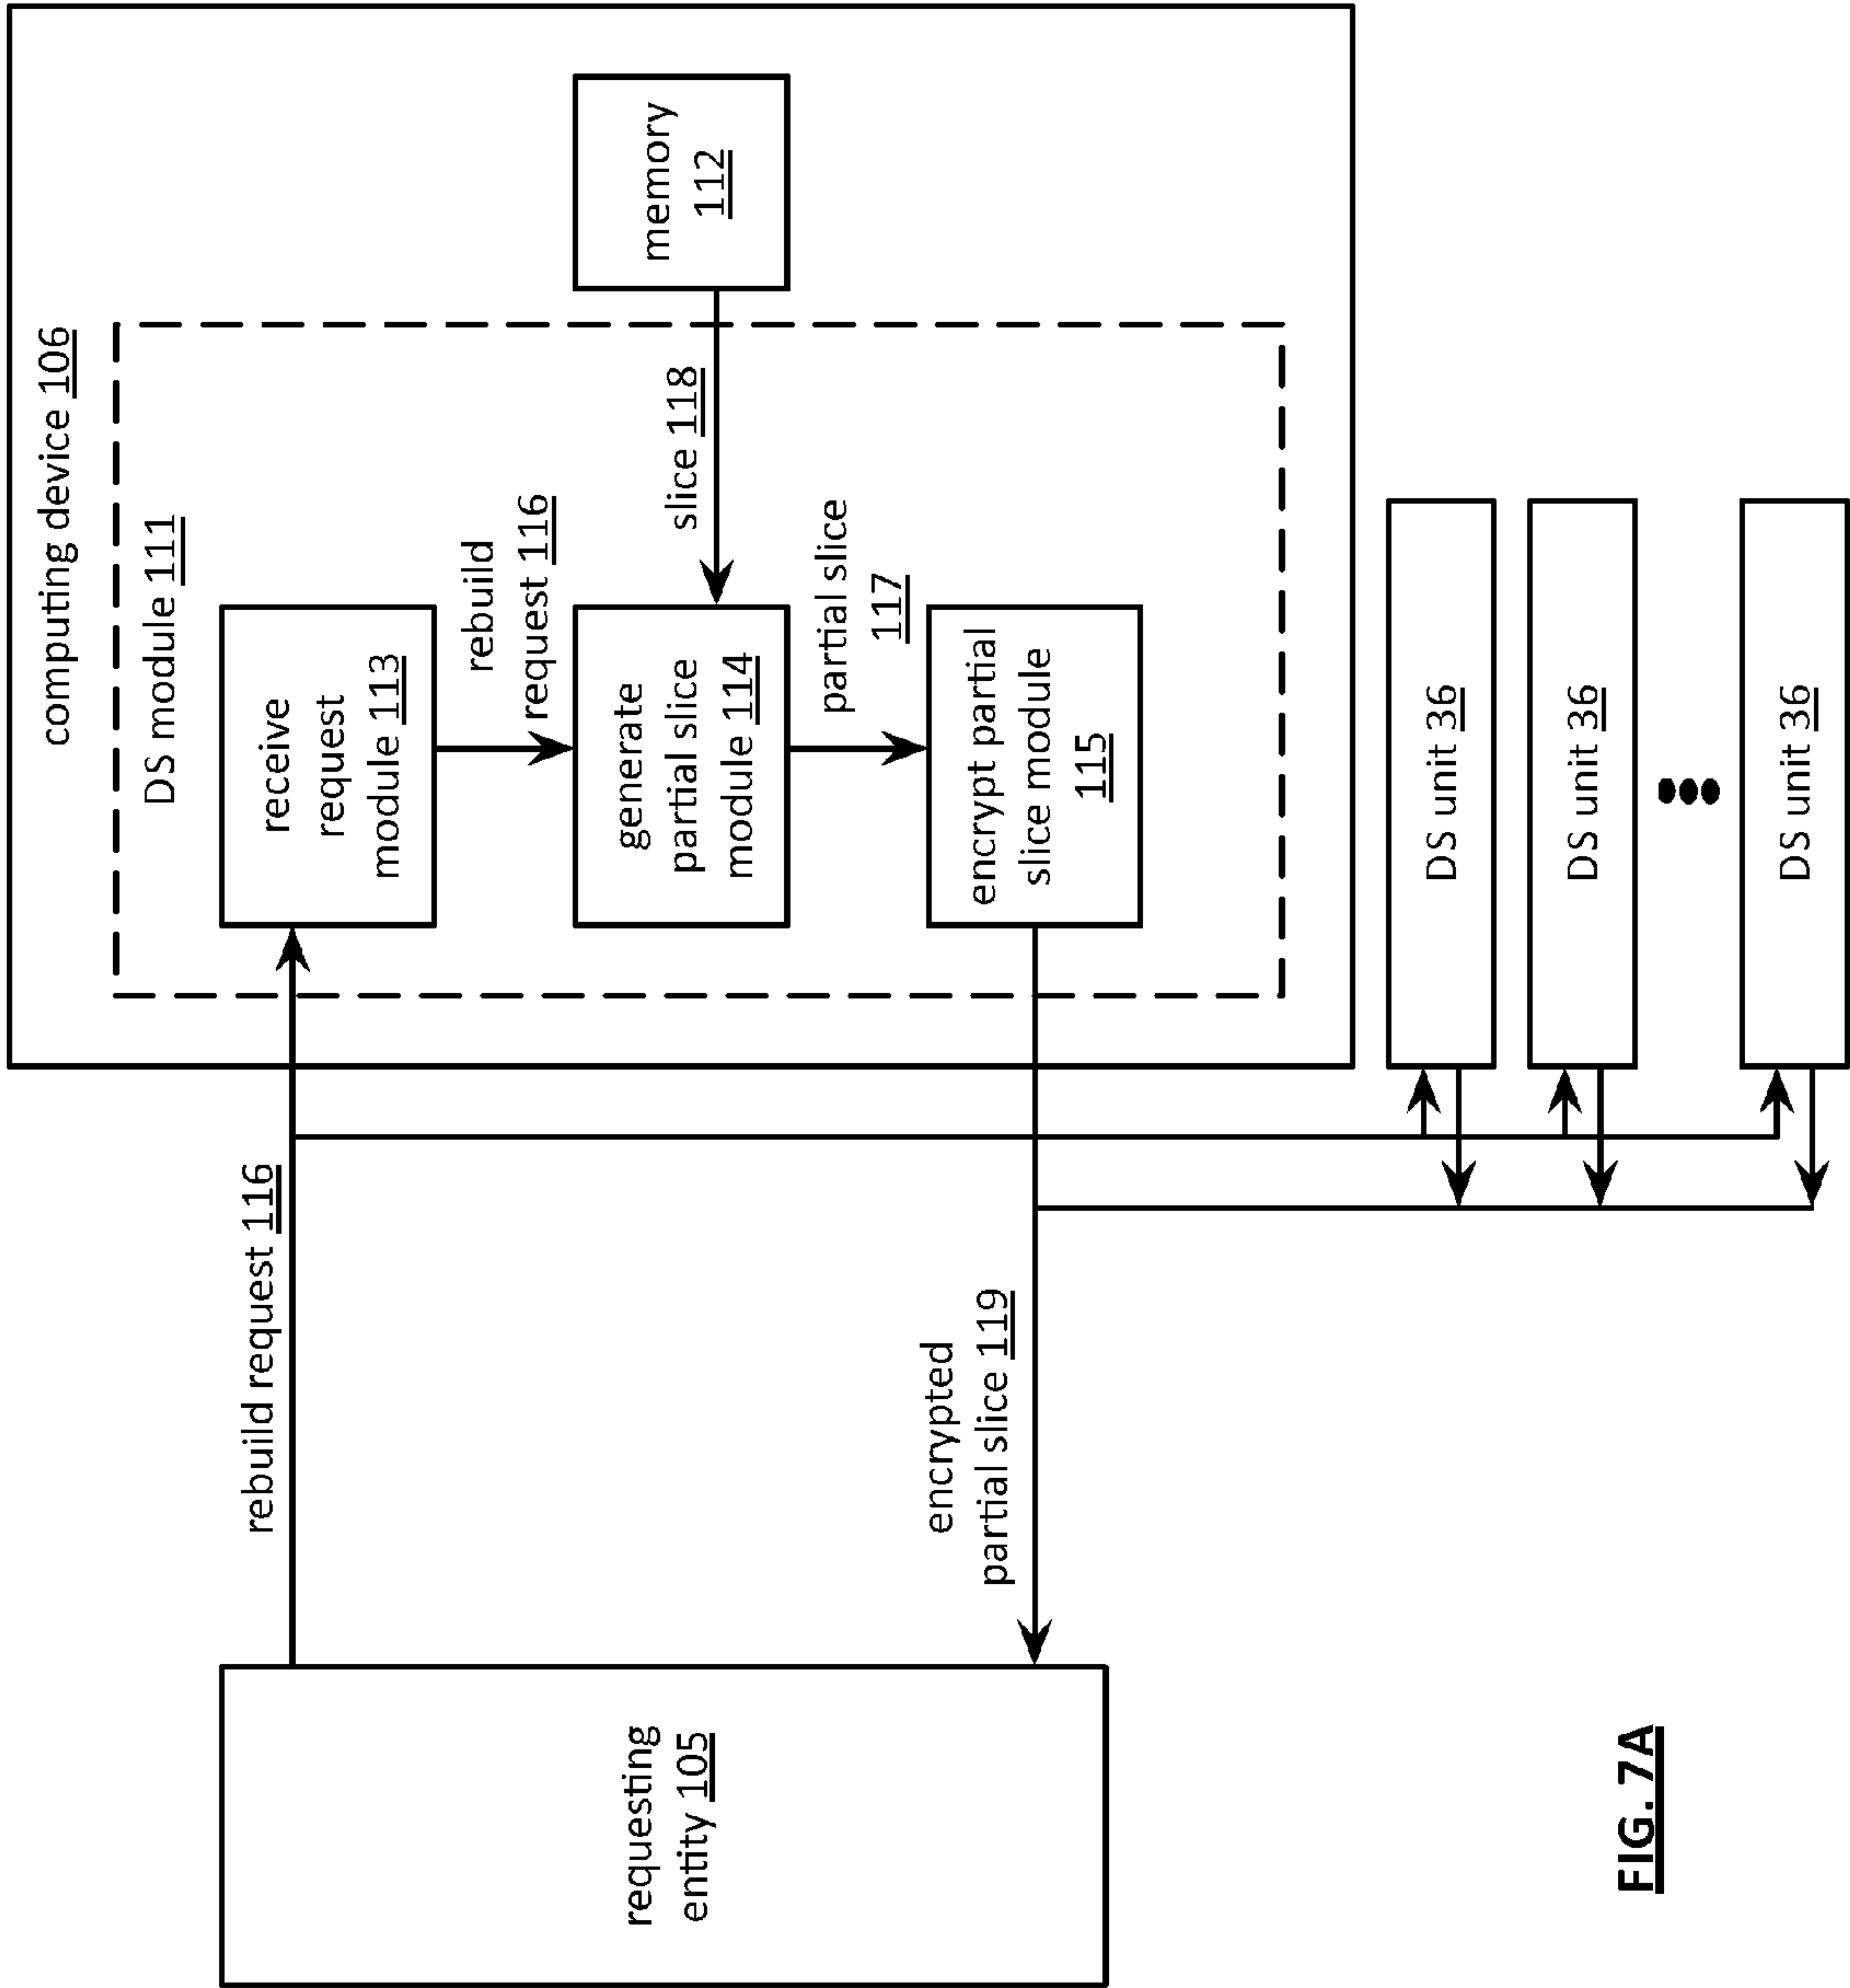 computing device 106
DS module 111
receive
request
module 113
rebuild
request 116
generate
partial slice
module 114
slice 118
memory
112
partial slice
117
encrypt partial
slice module
115
rebuild request 116
encrypted
partial slice 119
requesting
entity 105
DS unit 36
DS unit 36
DS unit 36
FIG. 7A